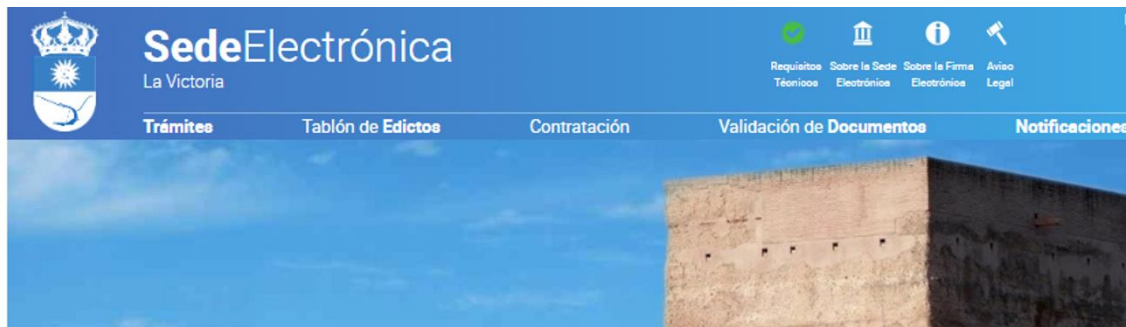 SedeElectrónica
La Victoria
Requisitos Técnicos
Sobre la Sede Electrónica
Sobre la Firma Electrónica
Aviso Legal
Trámites
Tablón de Edictos
Contratación
Validación de Documentos
Notificaciones